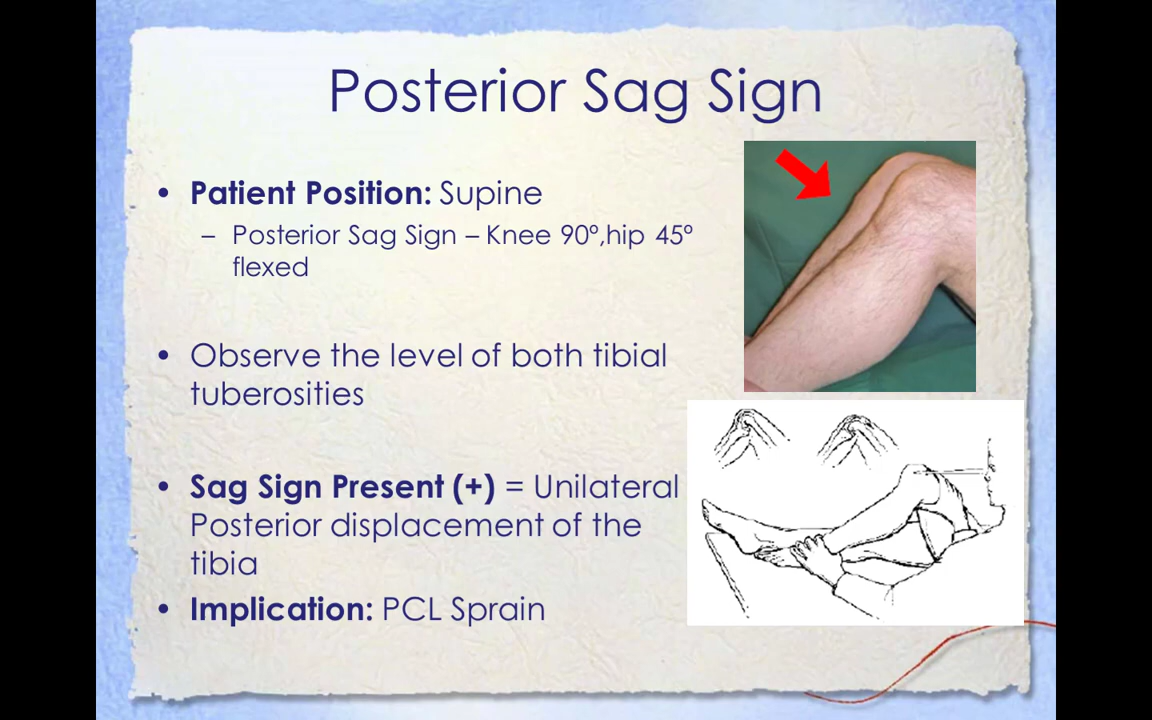 Posterior Sag Sign
• Patient Position: Supine
– Posterior Sag Sign – Knee 90º,hip 45º
flexed
• Observe the level of both tibial
tuberosities
• Sag Sign Present (+) = Unilateral
Posterior displacement of the
tibia
• Implication: PCL Sprain